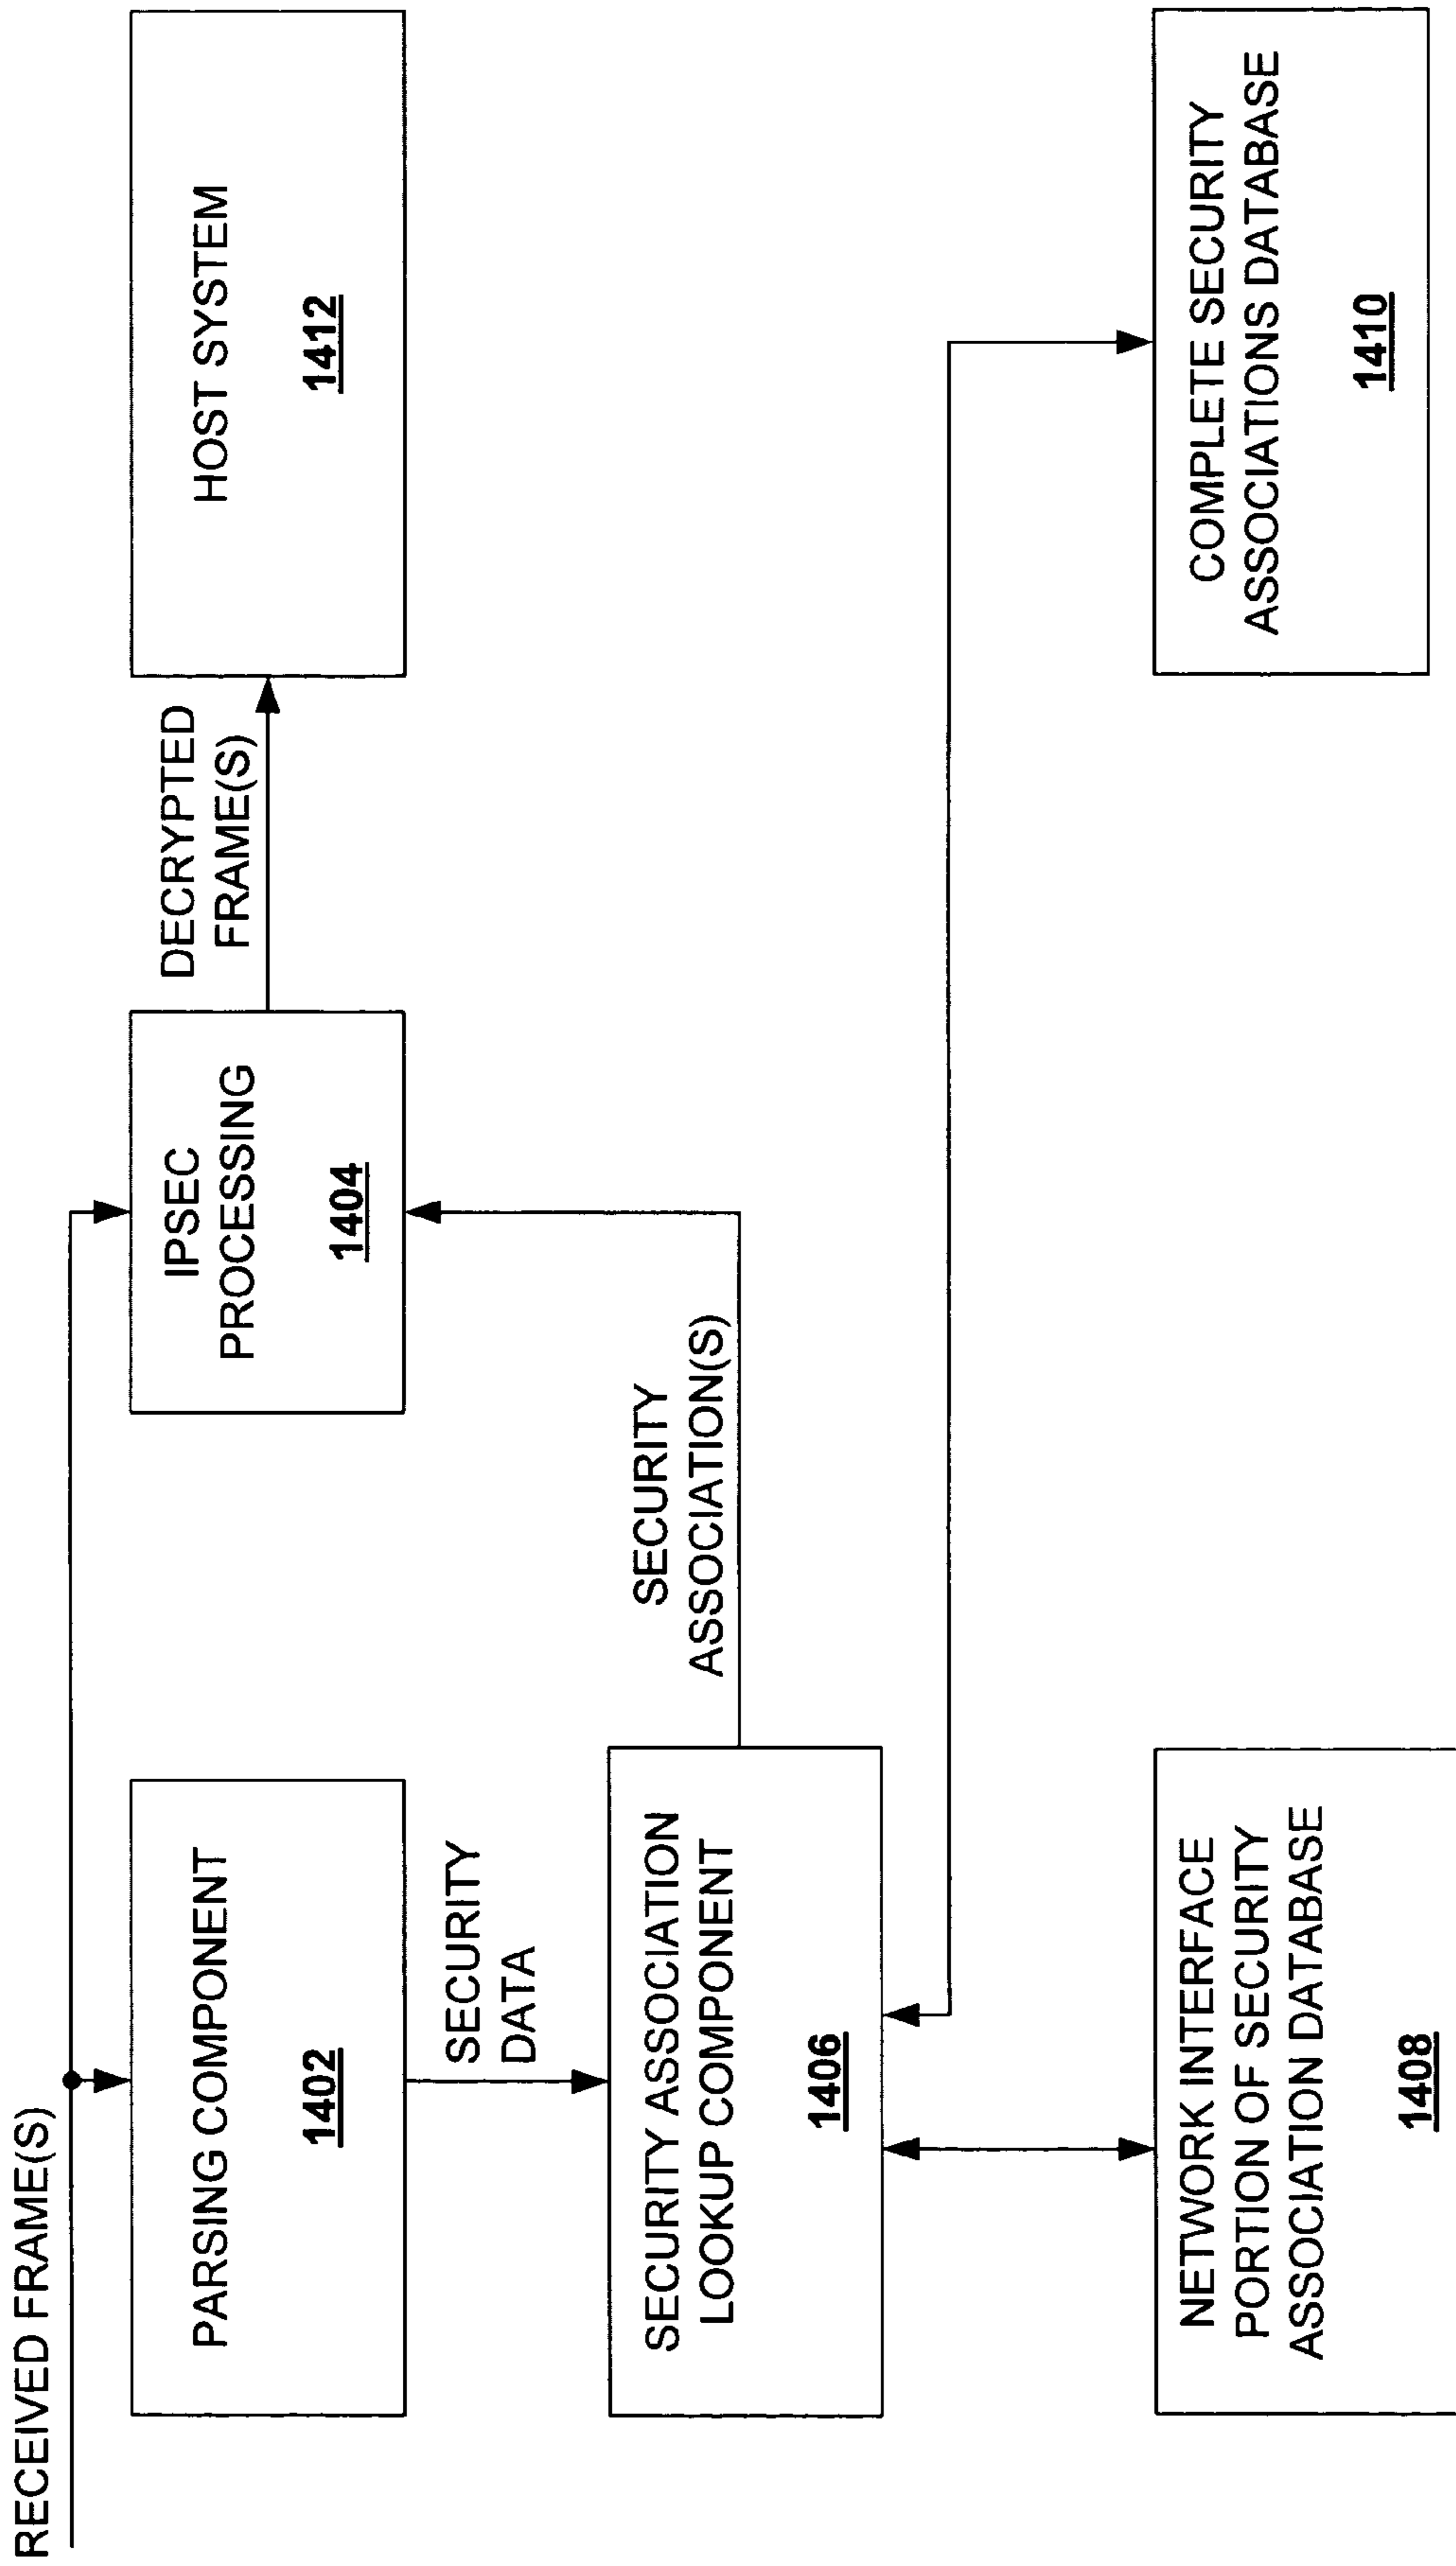 RECEIVED FRAME(S)
PARSING COMPONENT
1402
IPSEC
PROCESSING
1404
DECRYPTED
FRAME(S)
HOST SYSTEM
1412
SECURITY
DATA
SECURITY ASSOCIATION
LOOKUP COMPONENT
1406
SECURITY
ASSOCIATION(S)
NETWORK INTERFACE
PORTION OF SECURITY
ASSOCIATION DATABASE
1408
COMPLETE SECURITY
ASSOCIATIONS DATABASE
1410